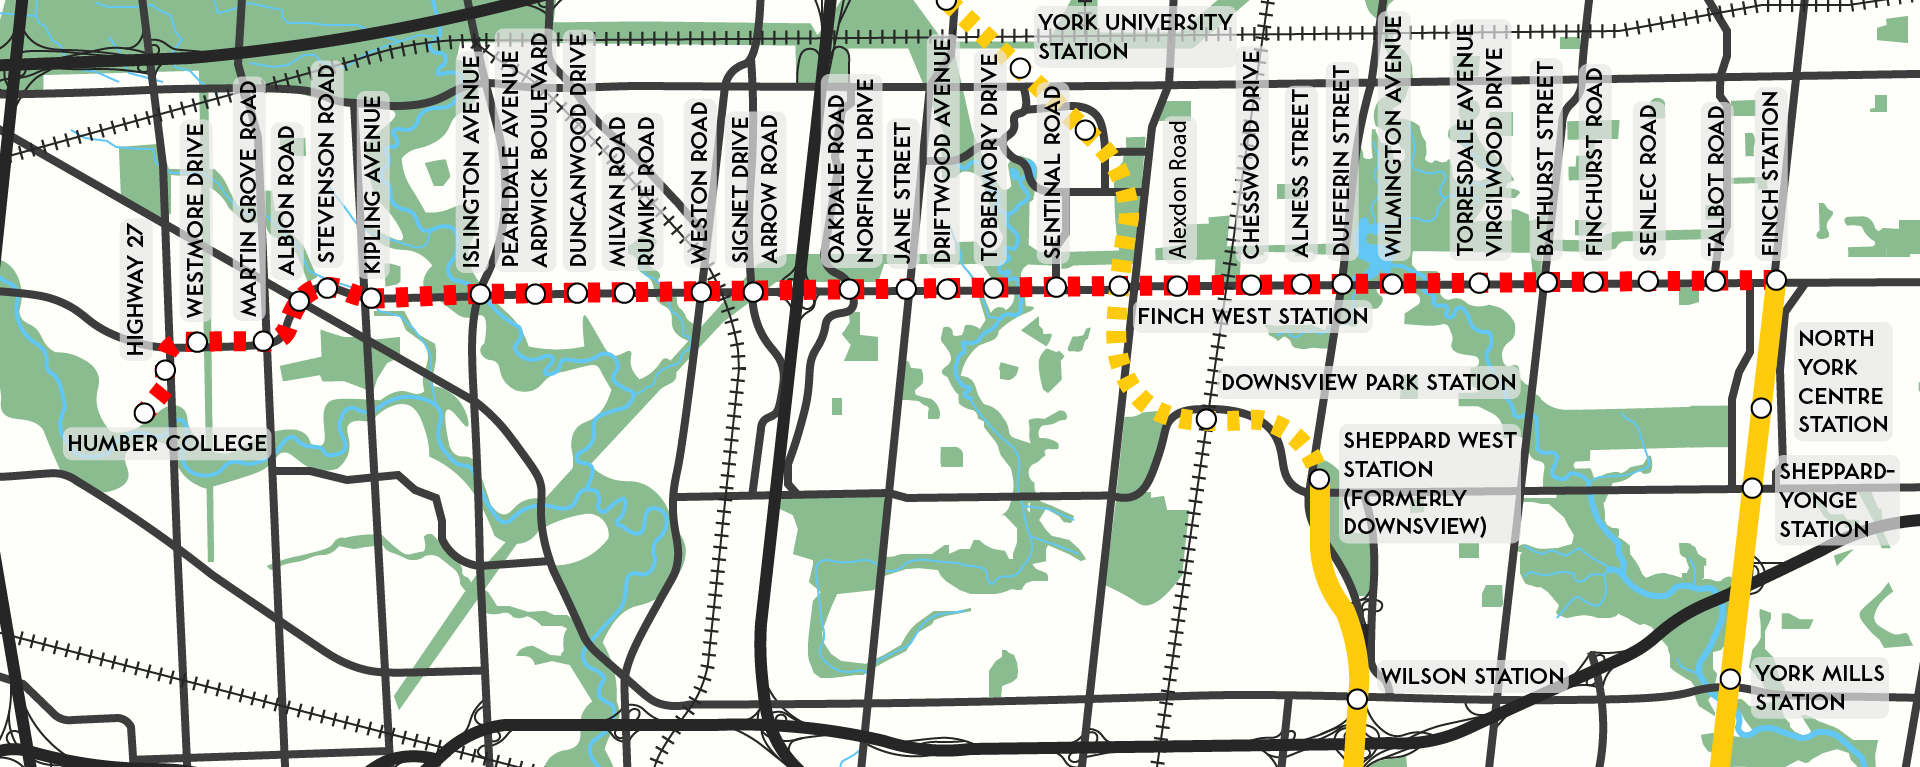 YORK UNIVERSITY
STATION
HIGHWAY 27
WESTMORE DRIVE
MARTIN GROVE ROAD
ALBION ROAD
STEVENSON ROAD
KIPLING AVENUE
ISLINGTON AVENUE
PEARLDALE AVENUE
ARDWICK BOULEVARD
DUNCANWOOD DRIVE
MILVAN ROAD
RUMIKE ROAD
WESTON ROAD
SIGNET DRIVE
ARROW ROAD
OAKDALE ROAD
NORFINCH DRIVE
JANE STREET
DRIFTWOOD AVENUE
TOBERMORY DRIVE
SENTINAL ROAD
Alexdon Road
CHESSWOOD DRIVE
ALNESS STREET
DUFFERIN STREET
WILMINGTON AVENUE
TORRESDALE AVENUE
VIRGILWOOD DRIVE
BATHURST STREET
FINCHURST ROAD
SENLEC ROAD
TALBOT ROAD
FINCH STATION
FINCH WEST STATION
HUMBER COLLEGE
DOWNSVIEW PARK STATION
NORTH
YORK
CENTRE
STATION
SHEPPARD WEST
STATION
(FORMERLY
DOWNSVIEW)
SHEPPARD-
YONGE
STATION
WILSON STATION
YORK MILLS
STATION